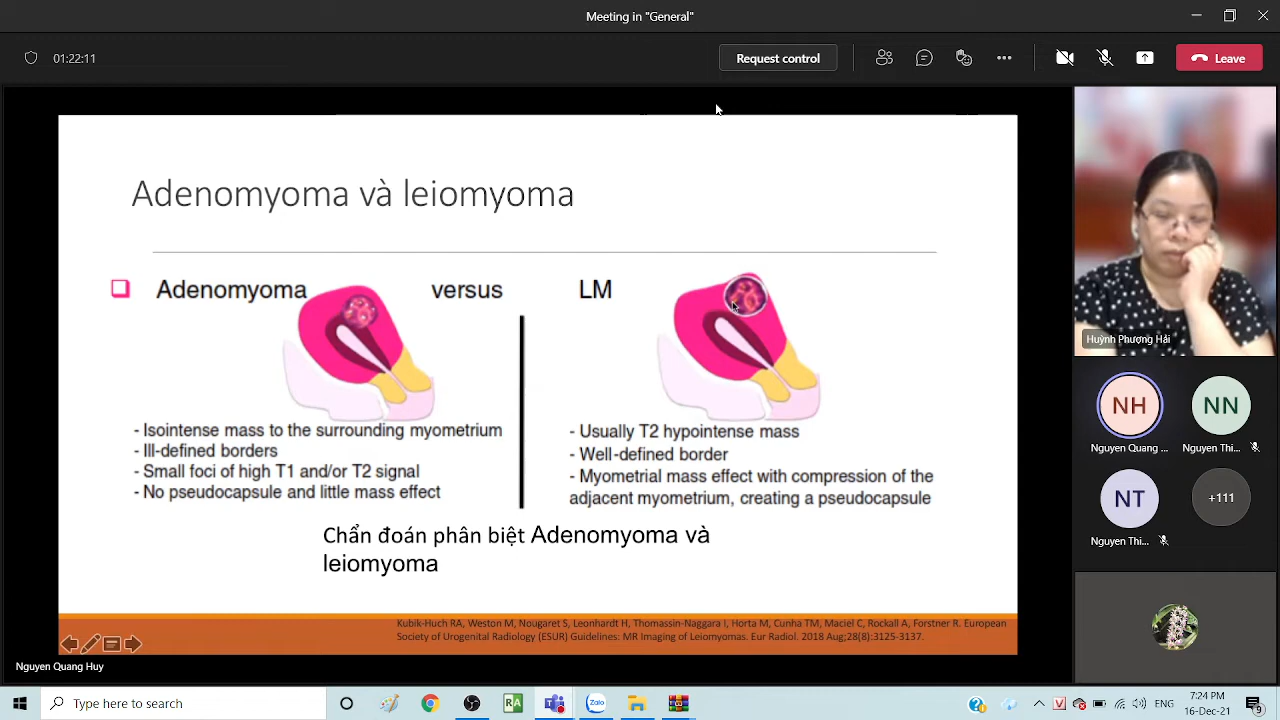 Meeting in "General"
01:22:11
Request control
Leave
Adenomyoma và leiomyoma
Adenomyoma versus LM
- Isointense mass to the surrounding myometrium
- Ill-defined borders
- Small foci of high T1 and/or T2 signal
- No pseudocapsule and little mass effect
- Usually T2 hypointense mass
- Well-defined border
- Myometrial mass effect with compression of the
adjacent myometrium, creating a pseudocapsule
Chẩn đoán phân biệt Adenomyoma và
leiomyoma
Kubik-Huch RA, Weston M, Nougaret S, Leonhardt H, Thomassin-Naggara I, Horta M, Cunha TM, Maciel C, Rockall A, Forstner R. European
Society of Urogenital Radiology (ESUR) Guidelines: MR Imaging of Leiomyomas. Eur Radiol. 2018 Aug;28(8):3125-3137.
Nguyen Quang Huy
Huỳnh Phượng Hải
NH
Nguyen Quang ...
NN
Nguyen Thi...
NT
Nguyen Thi ...
+111
Type here to search
RA
Zalo
V
ENG
7:24 PM
16-Dec-21
9